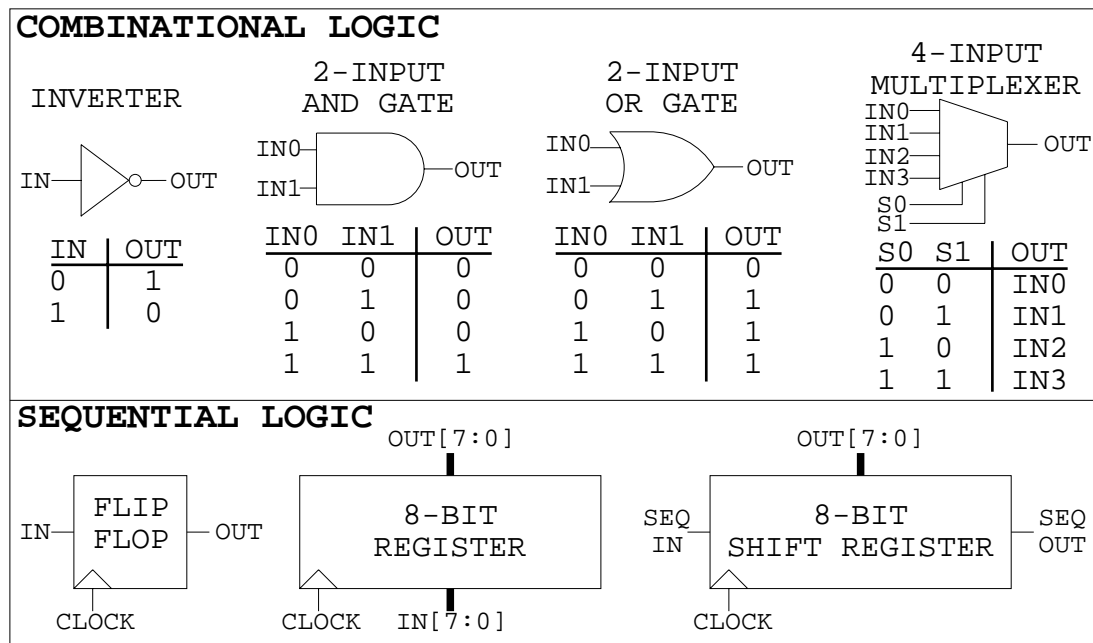 COMBINATIONAL LOGIC
INVERTER
IN
OUT
IN OUT
0 1
1 0
2-INPUT
AND GATE
IN0
IN1
OUT
IN0 IN1 OUT
0 0 0
0 1 0
1 0 0
1 1 1
2-INPUT
OR GATE
IN0
IN1
OUT
IN0 IN1 OUT
0 0 0
0 1 1
1 0 1
1 1 1
4-INPUT
MULTIPLEXER
IN0
IN1
IN2
IN3
S0
S1
OUT
S0 S1 OUT
0 0 IN0
0 1 IN1
1 0 IN2
1 1 IN3
SEQUENTIAL LOGIC
IN
FLIP
FLOP
OUT
CLOCK
OUT[7:0]
8-BIT
REGISTER
CLOCK
IN[7:0]
OUT[7:0]
SEQ
IN
8-BIT
SHIFT REGISTER
SEQ
OUT
CLOCK